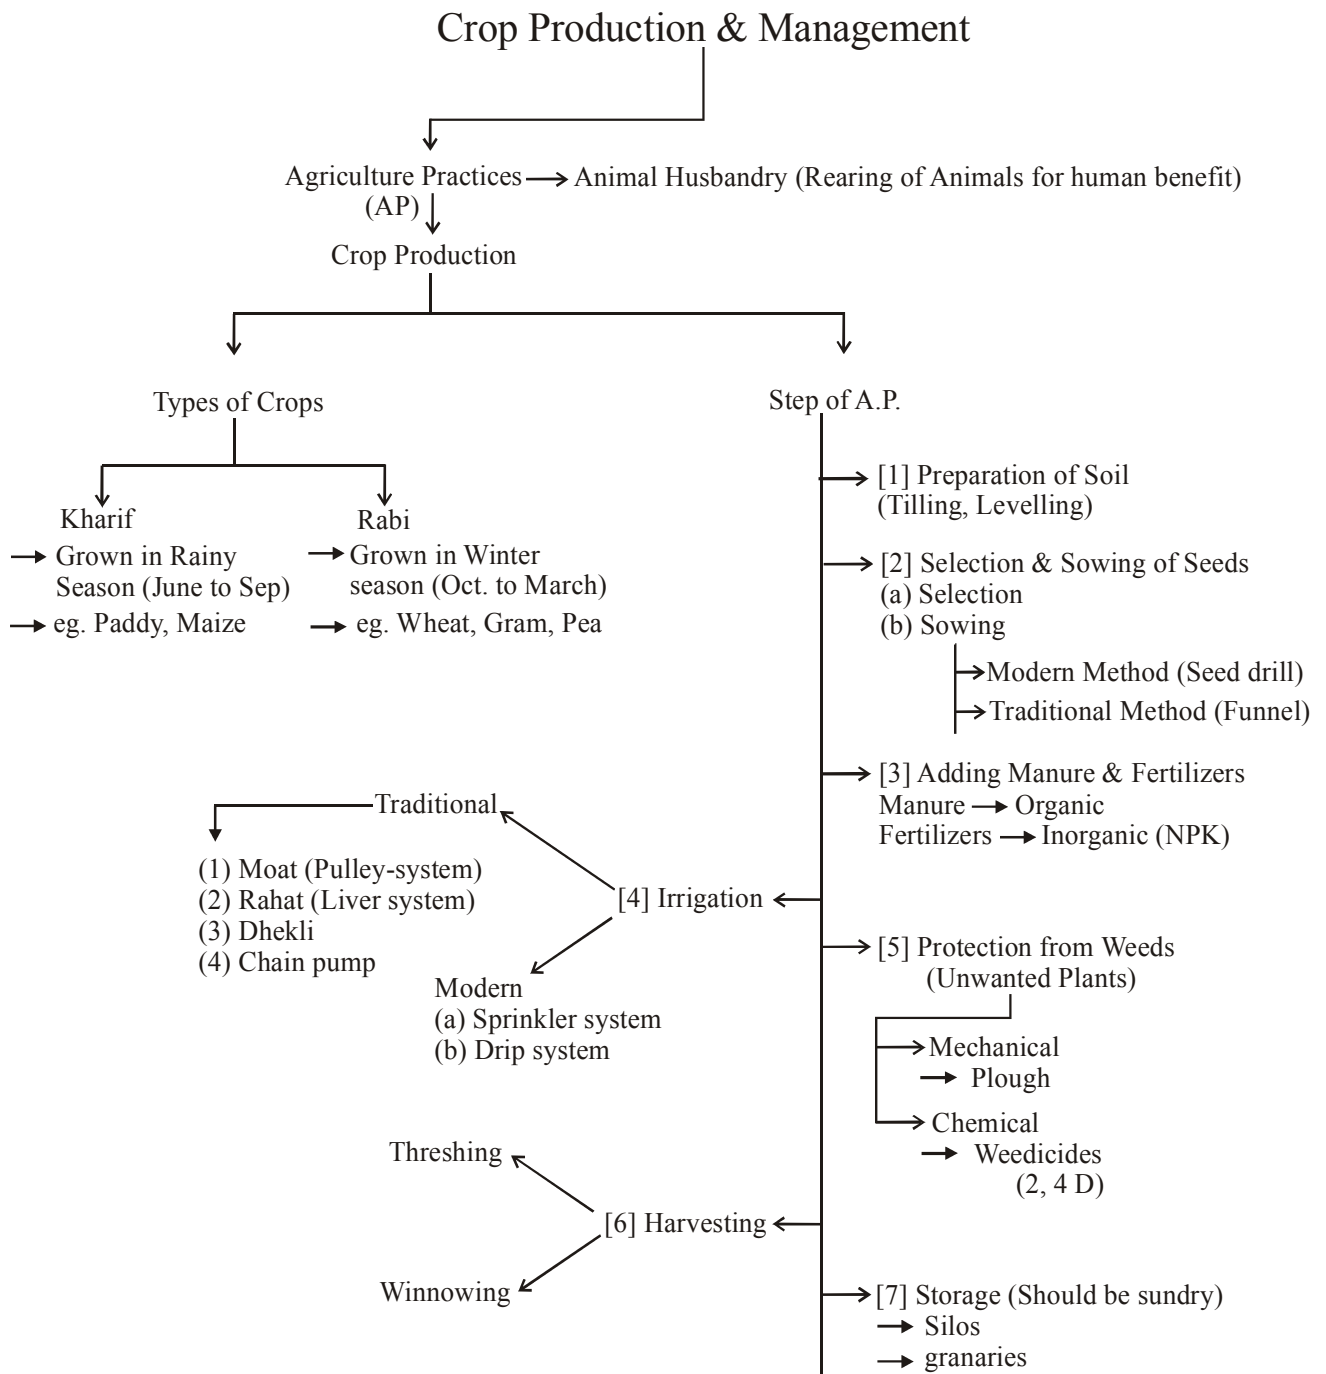 Crop Production & Management
Agriculture Practices
(AP)
Animal Husbandry (Rearing of Animals for human benefit)
Crop Production
Types of Crops
Kharif
Grown in Rainy
Season (June to Sep)
eg. Paddy, Maize
Rabi
Grown in Winter
season (Oct. to March)
eg. Wheat, Gram, Pea
Step of A.P.
[1] Preparation of Soil
(Tilling, Levelling)
[2] Selection & Sowing of Seeds
(a) Selection
(b) Sowing
Modern Method (Seed drill)
Traditional Method (Funnel)
[3] Adding Manure & Fertilizers
Manure → Organic
Fertilizers → Inorganic (NPK)
[4] Irrigation
Traditional
(1) Moat (Pulley-system)
(2) Rahat (Liver system)
(3) Dhekli
(4) Chain pump
Modern
(a) Sprinkler system
(b) Drip system
[5] Protection from Weeds
(Unwanted Plants)
Mechanical
Plough
Chemical
Weedicides
(2, 4 D)
[6] Harvesting
Threshing
Winnowing
[7] Storage (Should be sundry)
Silos
granaries